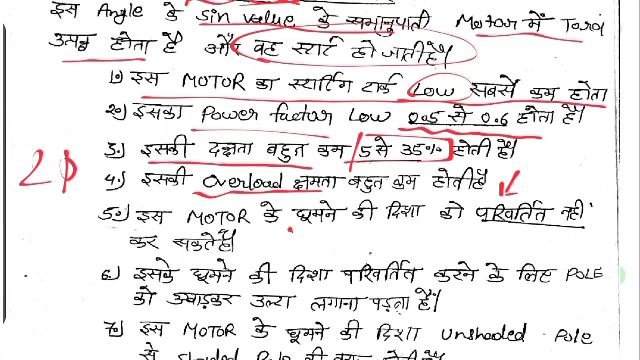 इस Angle के Sin value के समानुपाती Motor में Torq
उत्पन्न होता है और वह स्टार्ट हो जाती है।
1) इस MOTOR का स्टार्टिंग टार्क Low सबसे कम होता
2) इसका Power factor Low 0.5 से 0.6 होता है।
3) इसकी दक्षता बहुत कम 5 से 35% होती है।
2φ
4) इसकी overload क्षमता बहुत कम होती है
5) इस MOTOR के घूमने की दिशा को परिवर्तित नहीं
कर सकते हैं।
6) इसके घूमने की दिशा परिवर्तित करने के लिए POLE
को उखाड़कर उल्टा लगाना पड़ता है।
7) इस MOTOR के घूमने की दिशा Unshaded Pole
से Shaded Pole की